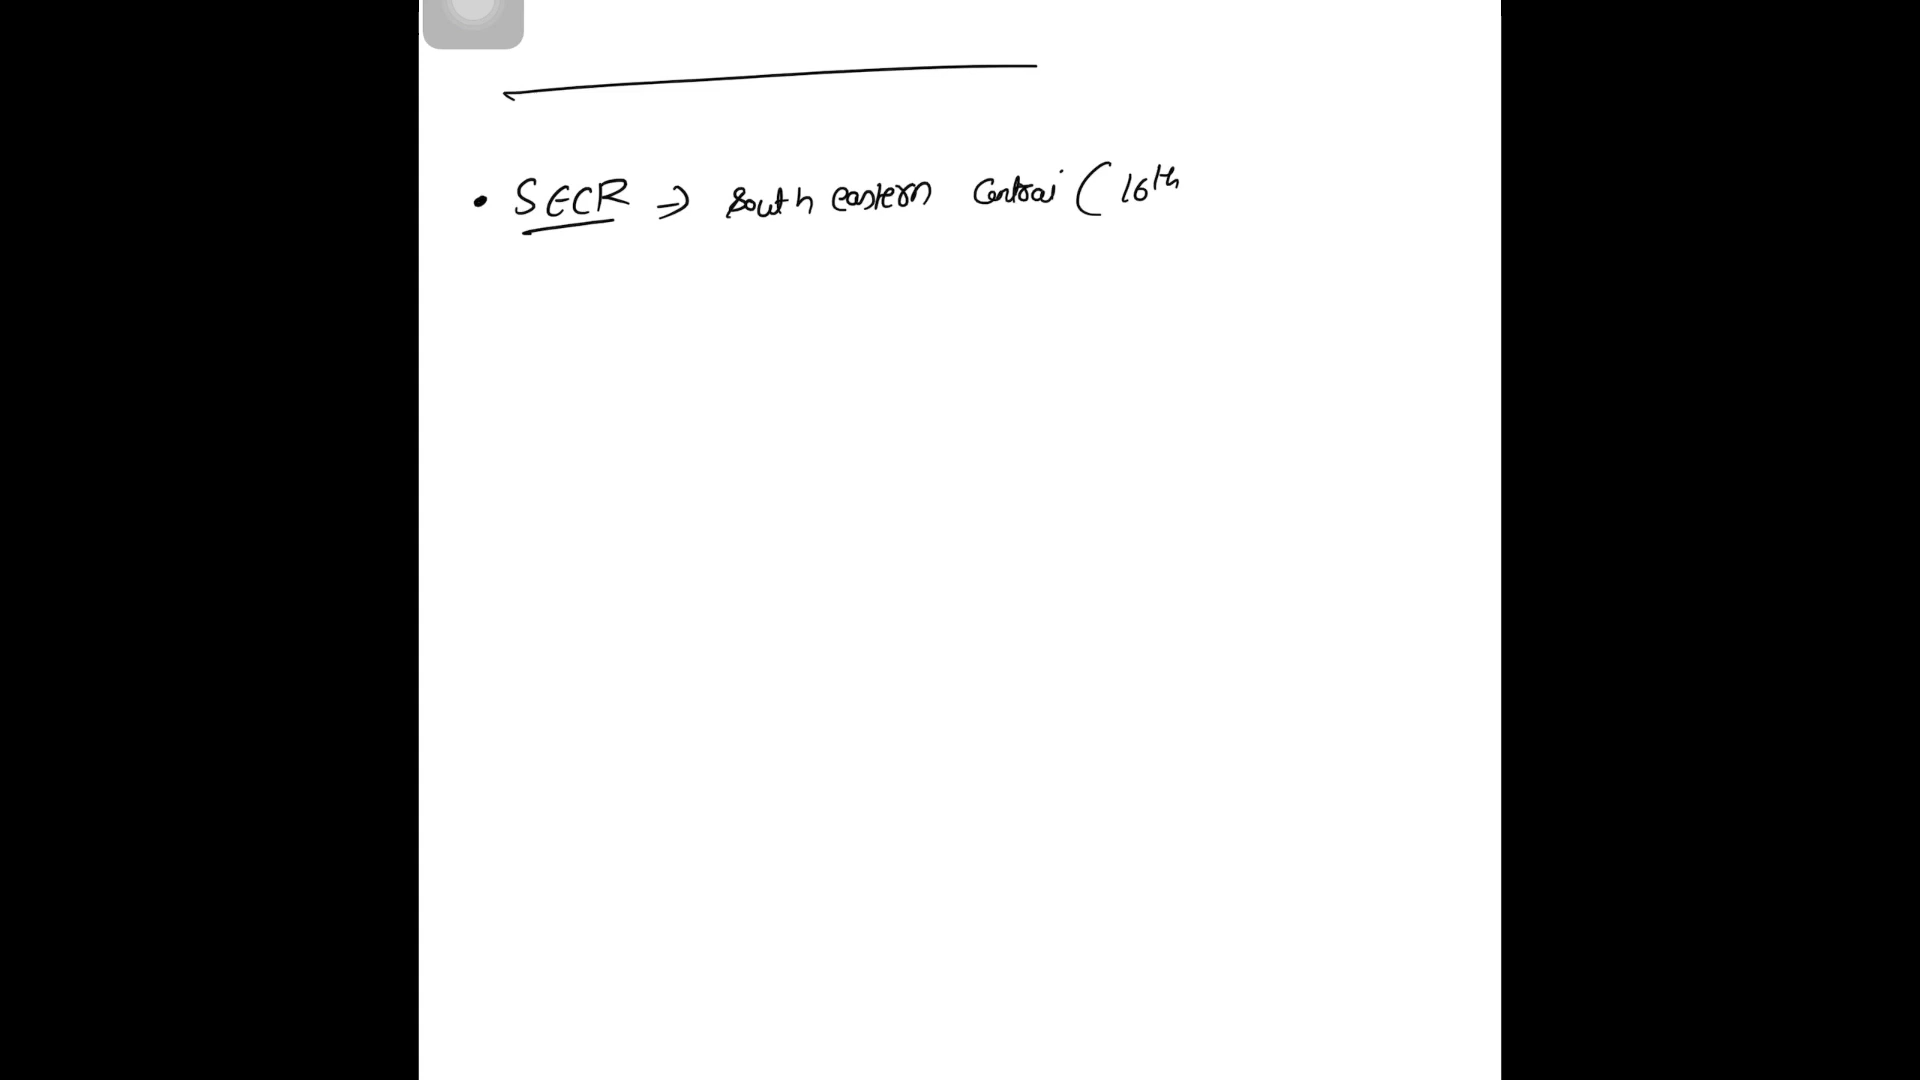 • SECR ⇒ South eastern Central (16th